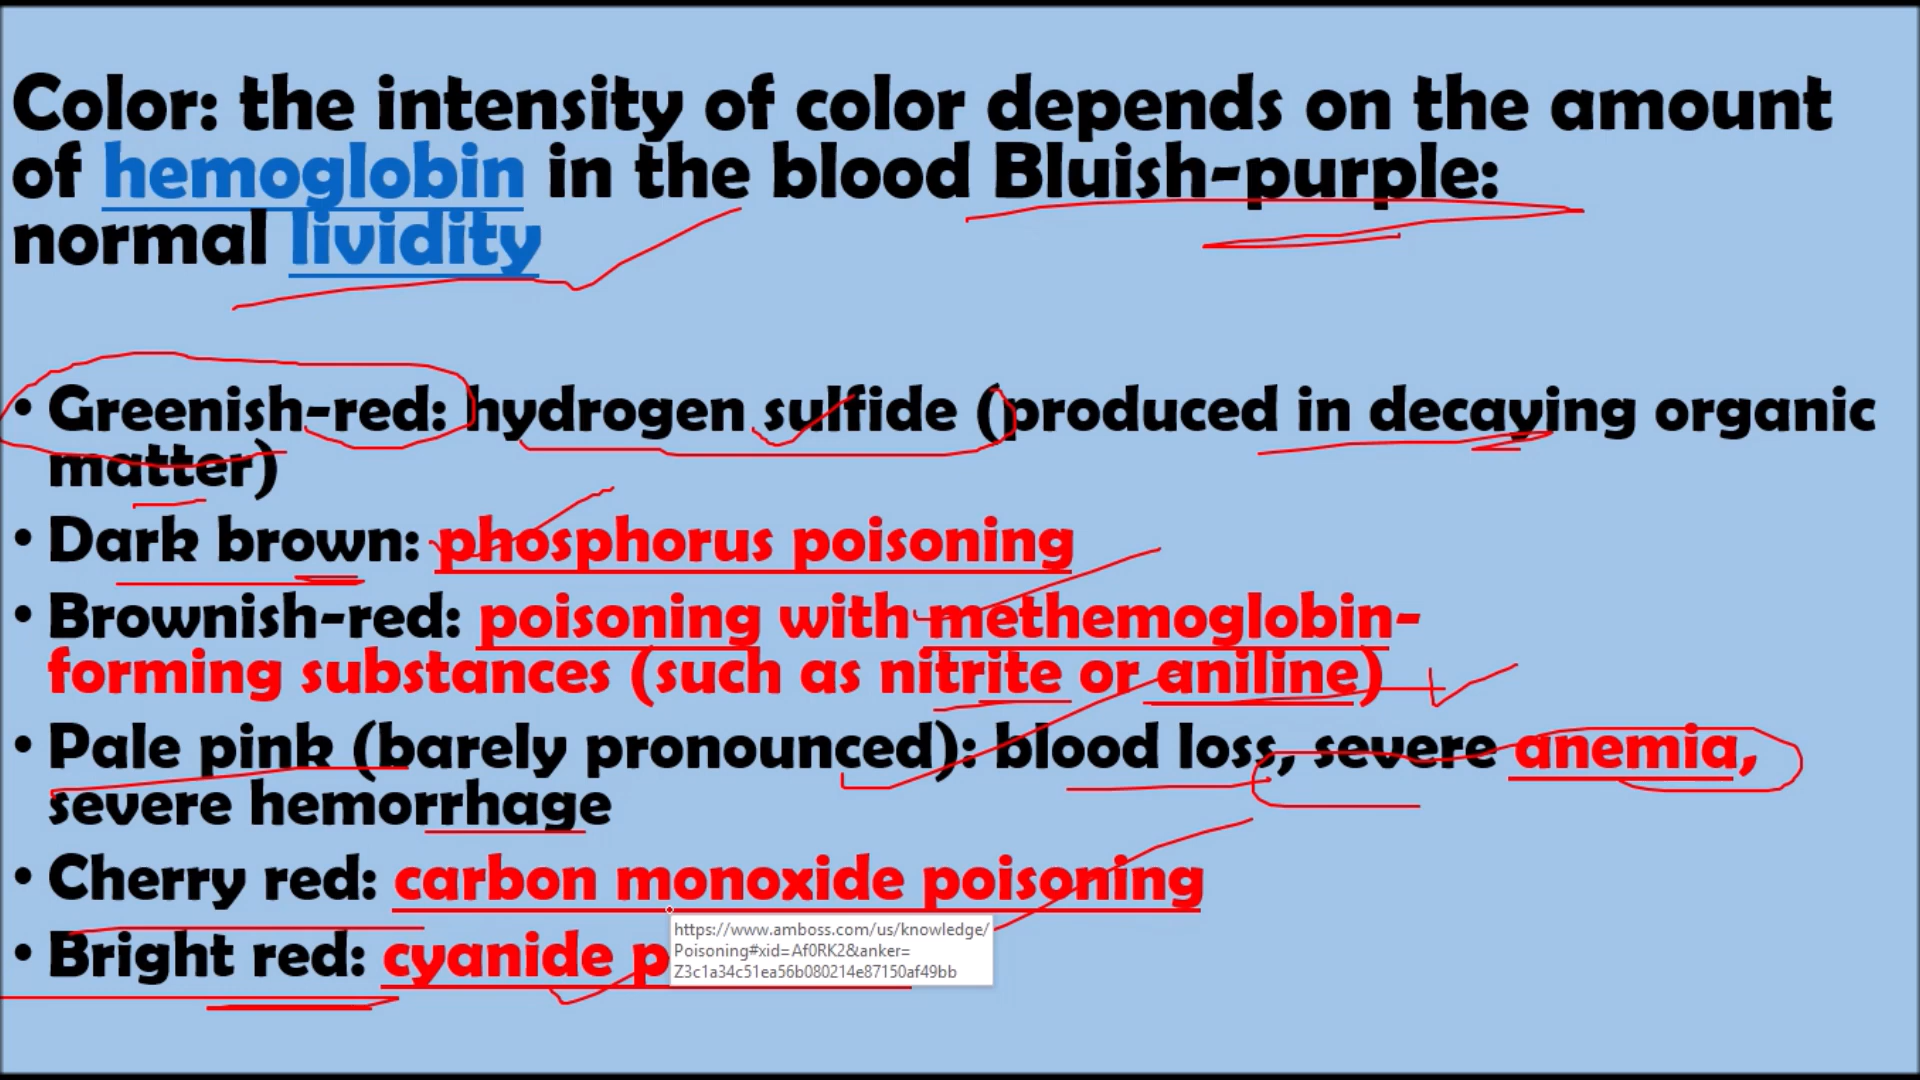 Color: the intensity of color depends on the amount
of hemoglobin in the blood Bluish-purple:
normal lividity
• Greenish-red: hydrogen sulfide (produced in decaying organic
matter)
• Dark brown: phosphorus poisoning
• Brownish-red: poisoning with methemoglobin-
forming substances (such as nitrite or aniline)
• Pale pink (barely pronounced): blood loss, severe anemia,
severe hemorrhage
• Cherry red: carbon monoxide poisoning
• Bright red: cyanide p
https://www.amboss.com/us/knowledge/
Poisoning#xid=Af0RK2&anker=
Z3c1a34c51ea56b080214e87150af49bb